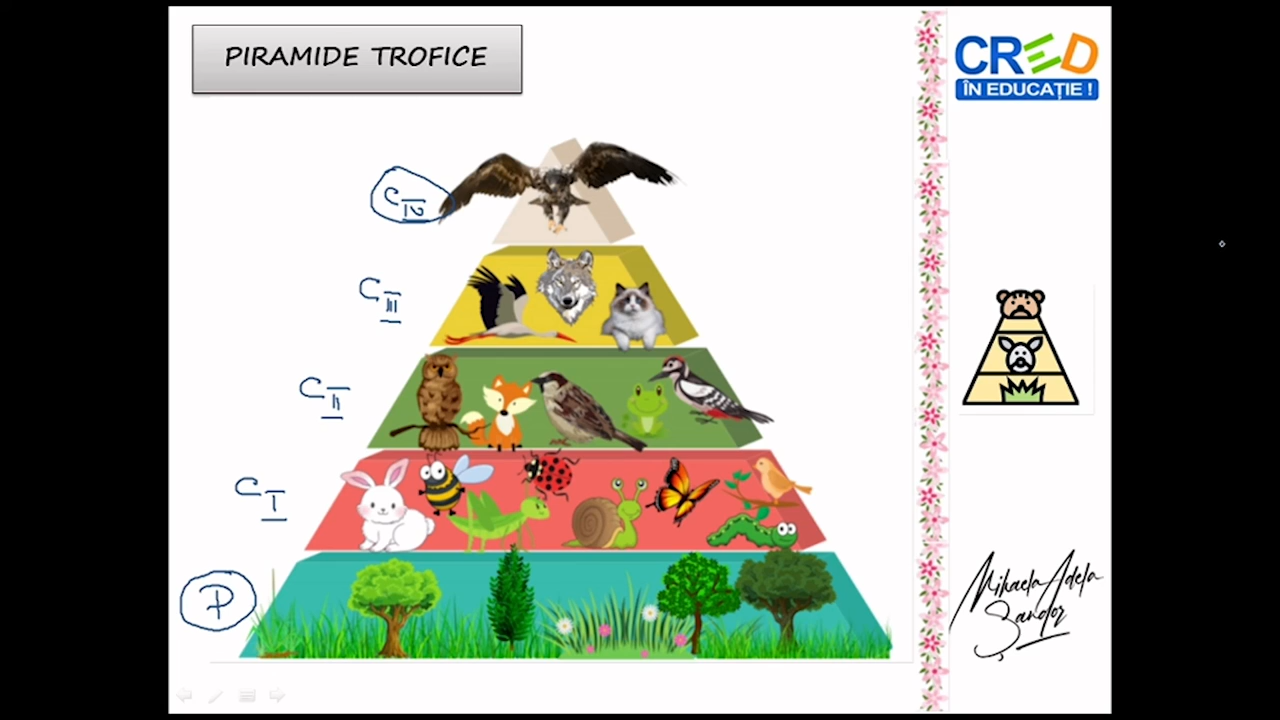 PIRAMIDE TROFICE
CRED
ÎN EDUCAȚIE !
C IV
C III
C II
C I
P
Mihaela Adela
Șandor